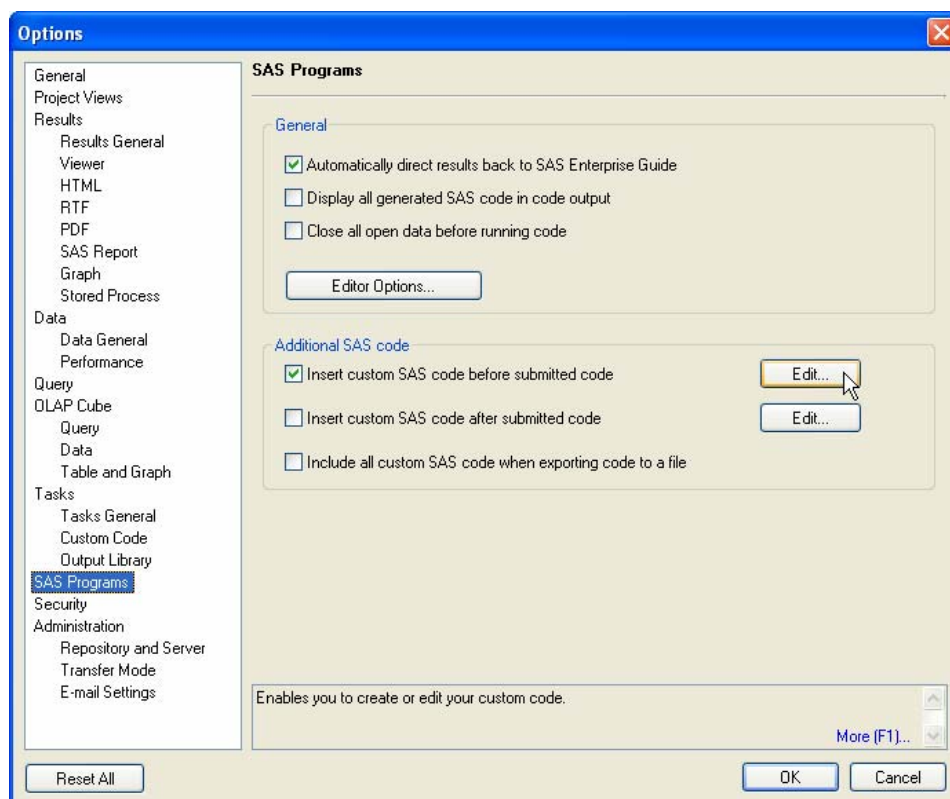 Options
General
Project Views
Results
Results General
Viewer
HTML
RTF
PDF
SAS Report
Graph
Stored Process
Data
Data General
Performance
Query
OLAP Cube
Query
Data
Table and Graph
Tasks
Tasks General
Custom Code
Output Library
SAS Programs
Security
Administration
Repository and Server
Transfer Mode
E-mail Settings
SAS Programs
General
Automatically direct results back to SAS Enterprise Guide
Display all generated SAS code in code output
Close all open data before running code
Editor Options...
Additional SAS code
Insert custom SAS code before submitted code
Edit...
Insert custom SAS code after submitted code
Edit...
Include all custom SAS code when exporting code to a file
Enables you to create or edit your custom code.
More (F1)...
Reset All
OK
Cancel